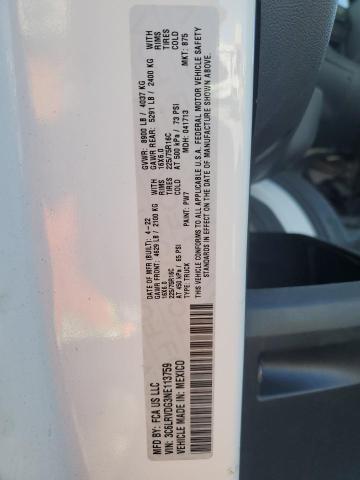 MFD BY: FCA US LLC
VIN: 3C6LRVDG3NE113759
VEHICLE MADE IN: MEXICO
DATE OF MFR (BUILT): 4-22
GAWR FRONT: 4629 LB / 2100 KG
16X6.0
225/75R16C
AT 450 kPa / 65 PSI
TYPE: TRUCK
WITH
RIMS
TIRES
COLD
PAINT: PW7
GVWR: 8900 LB / 4037 KG
GAWR REAR: 5291 LB / 2400 KG
16X6.0
225/75R16C
AT 500 kPa / 73 PSI
MDH: 041713
WITH
RIMS
TIRES
COLD
MKT: 875
THIS VEHICLE CONFORMS TO ALL APPLICABLE U.S.A. FEDERAL MOTOR VEHICLE SAFETY
STANDARDS IN EFFECT ON THE DATE OF MANUFACTURE SHOWN ABOVE.